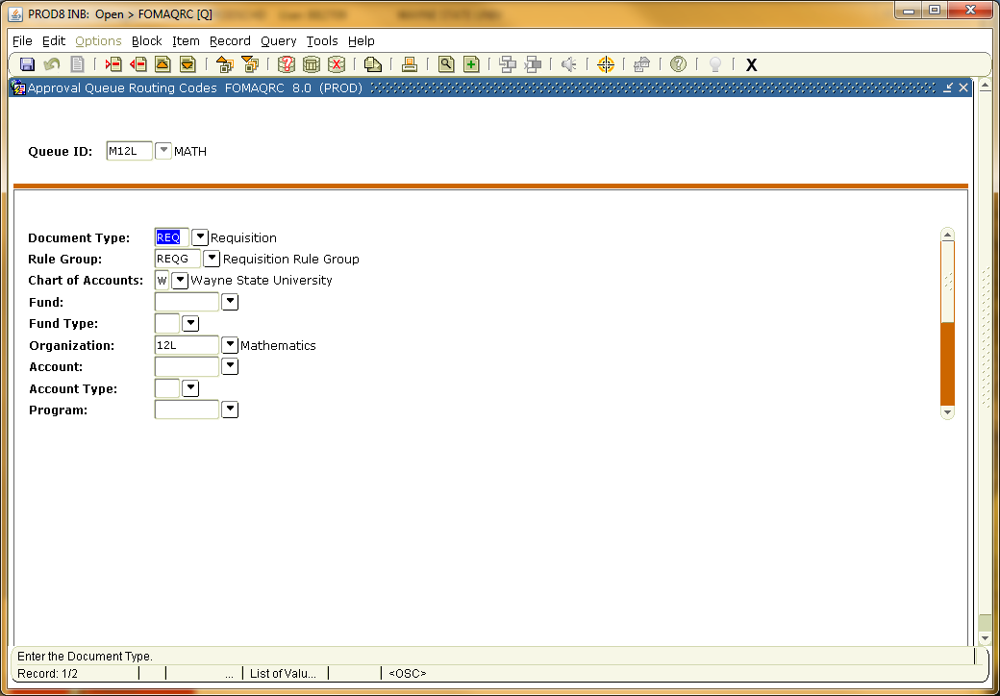 PROD8 INB: Open > FOMAQRC [Q]
File Edit Options Block Item Record Query Tools Help
X
Approval Queue Routing Codes FOMAQRC 8.0 (PROD)
Queue ID: M12L MATH
Document Type: REQ Requisition
Rule Group: REQG Requisition Rule Group
Chart of Accounts: W Wayne State University
Fund:
Fund Type:
Organization: 12L Mathematics
Account:
Account Type:
Program:
Enter the Document Type.
Record: 1/2 ... List of Valu... <OSC>